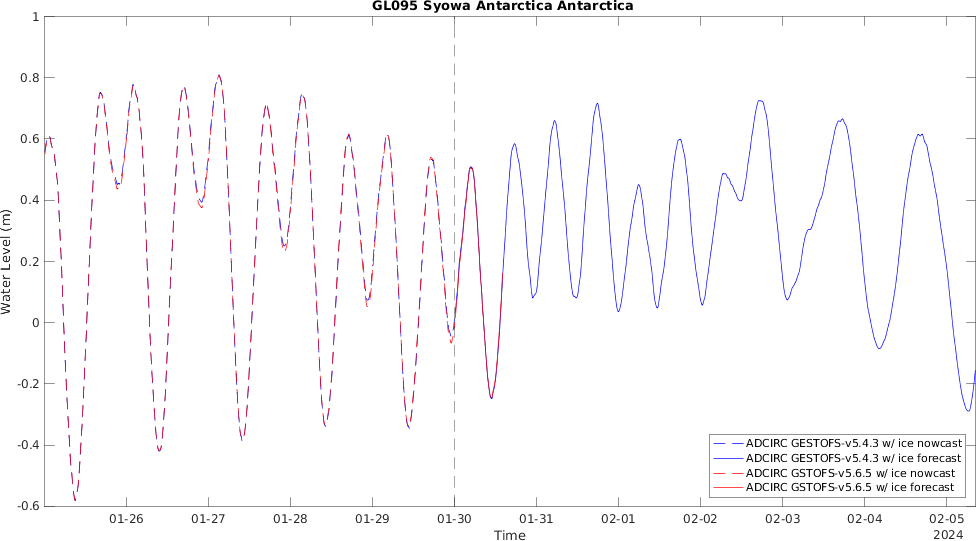 GL095 Syowa Antarctica Antarctica
1
0.8
0.6
0.4
0.2
0
-0.2
-0.4
-0.6
Water Level (m)
ADCIRC GESTOFS-v5.4.3 w/ ice nowcast
ADCIRC GESTOFS-v5.4.3 w/ ice forecast
ADCIRC GSTOFS-v5.6.5 w/ ice nowcast
ADCIRC GSTOFS-v5.6.5 w/ ice forecast
01-26 01-27 01-28 01-29 01-30 01-31 02-01 02-02 02-03 02-04 02-05
Time 2024